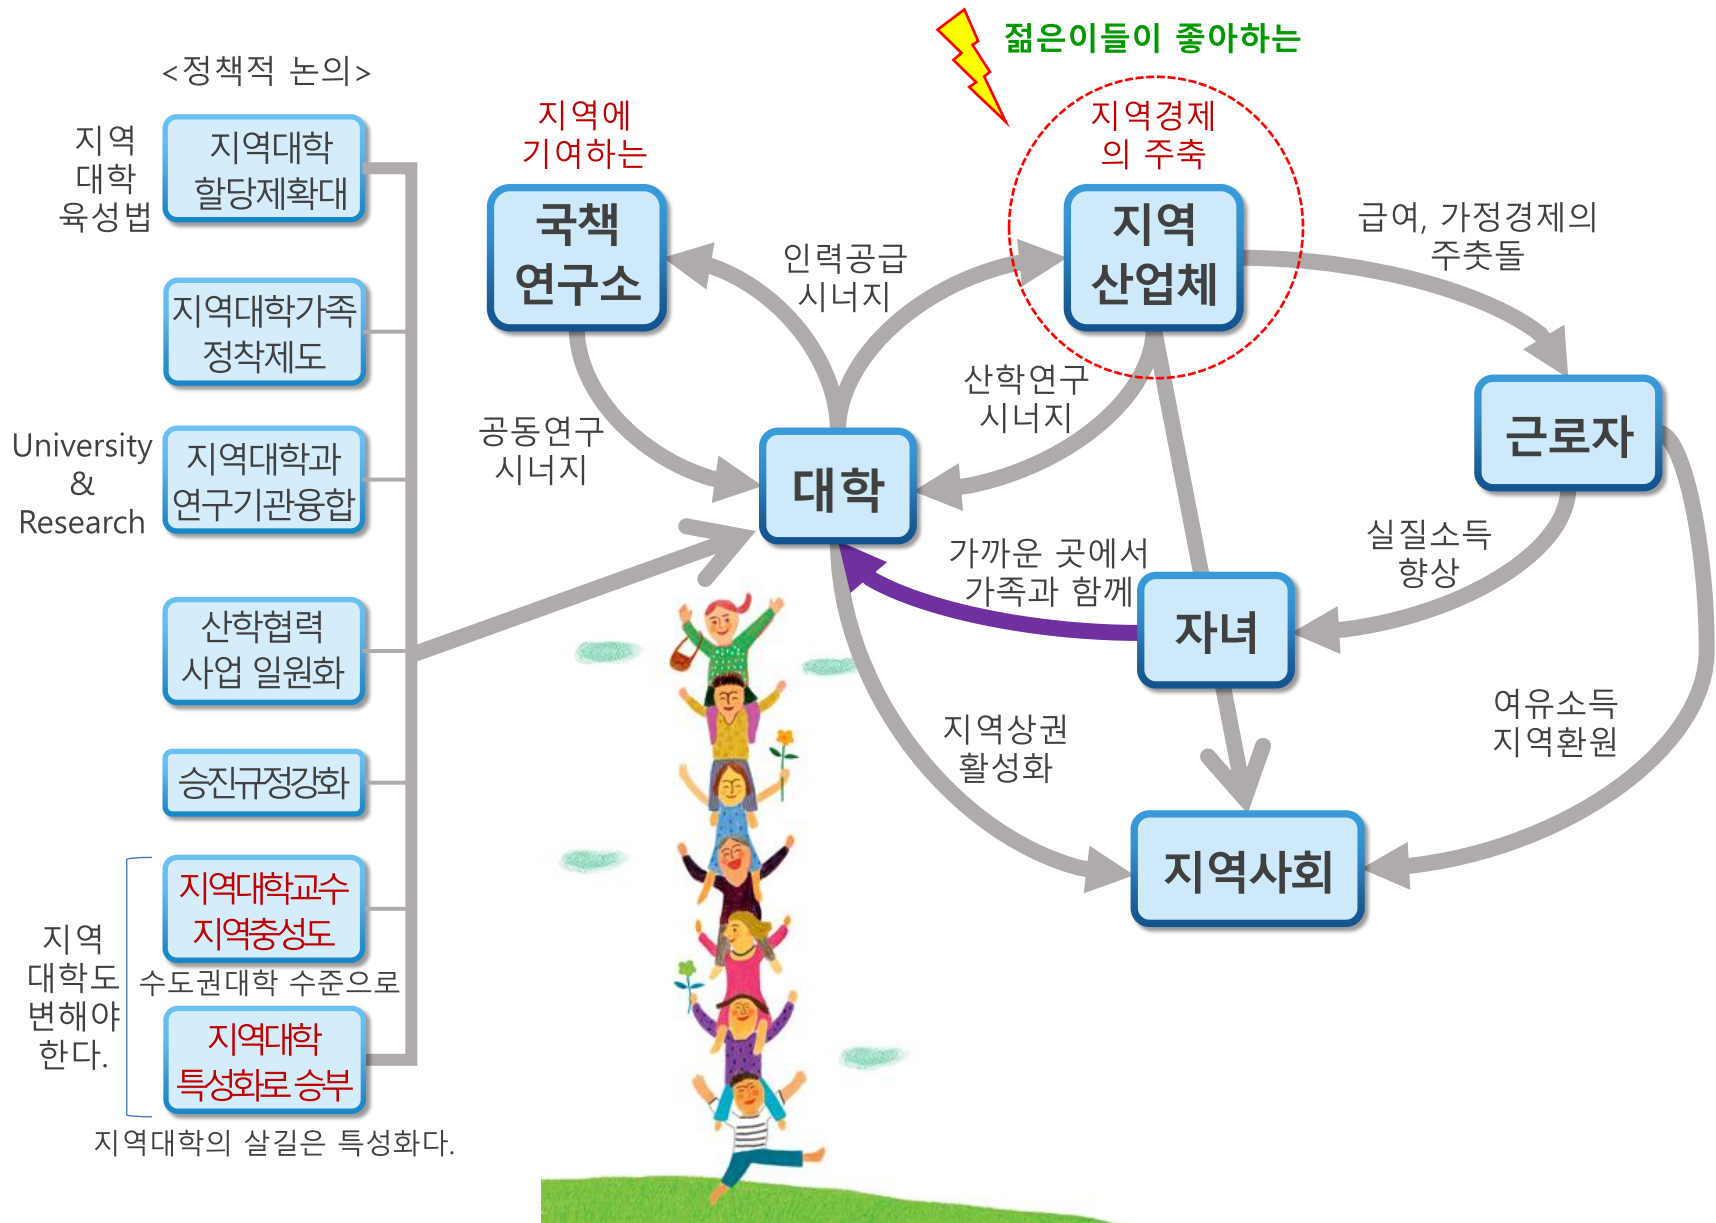 <정책적 논의>
지역
대학
육성법
지역대학
할당제확대
지역대학가족
정착제도
University
&
Research
지역대학과
연구기관융합
산학협력
사업 일원화
승진규정강화
지역
대학도
변해야
한다.
지역대학교수
지역충성도
수도권대학 수준으로
지역대학
특성화로 승부
지역대학의 살길은 특성화다.
젊은이들이 좋아하는
지역에
기여하는
국책
연구소
지역경제
의 주축
지역
산업체
인력공급
시너지
급여, 가정경제의
주춧돌
공동연구
시너지
산학연구
시너지
대학
근로자
가까운 곳에서
가족과 함께
실질소득
향상
자녀
지역상권
활성화
여유소득
지역환원
지역사회